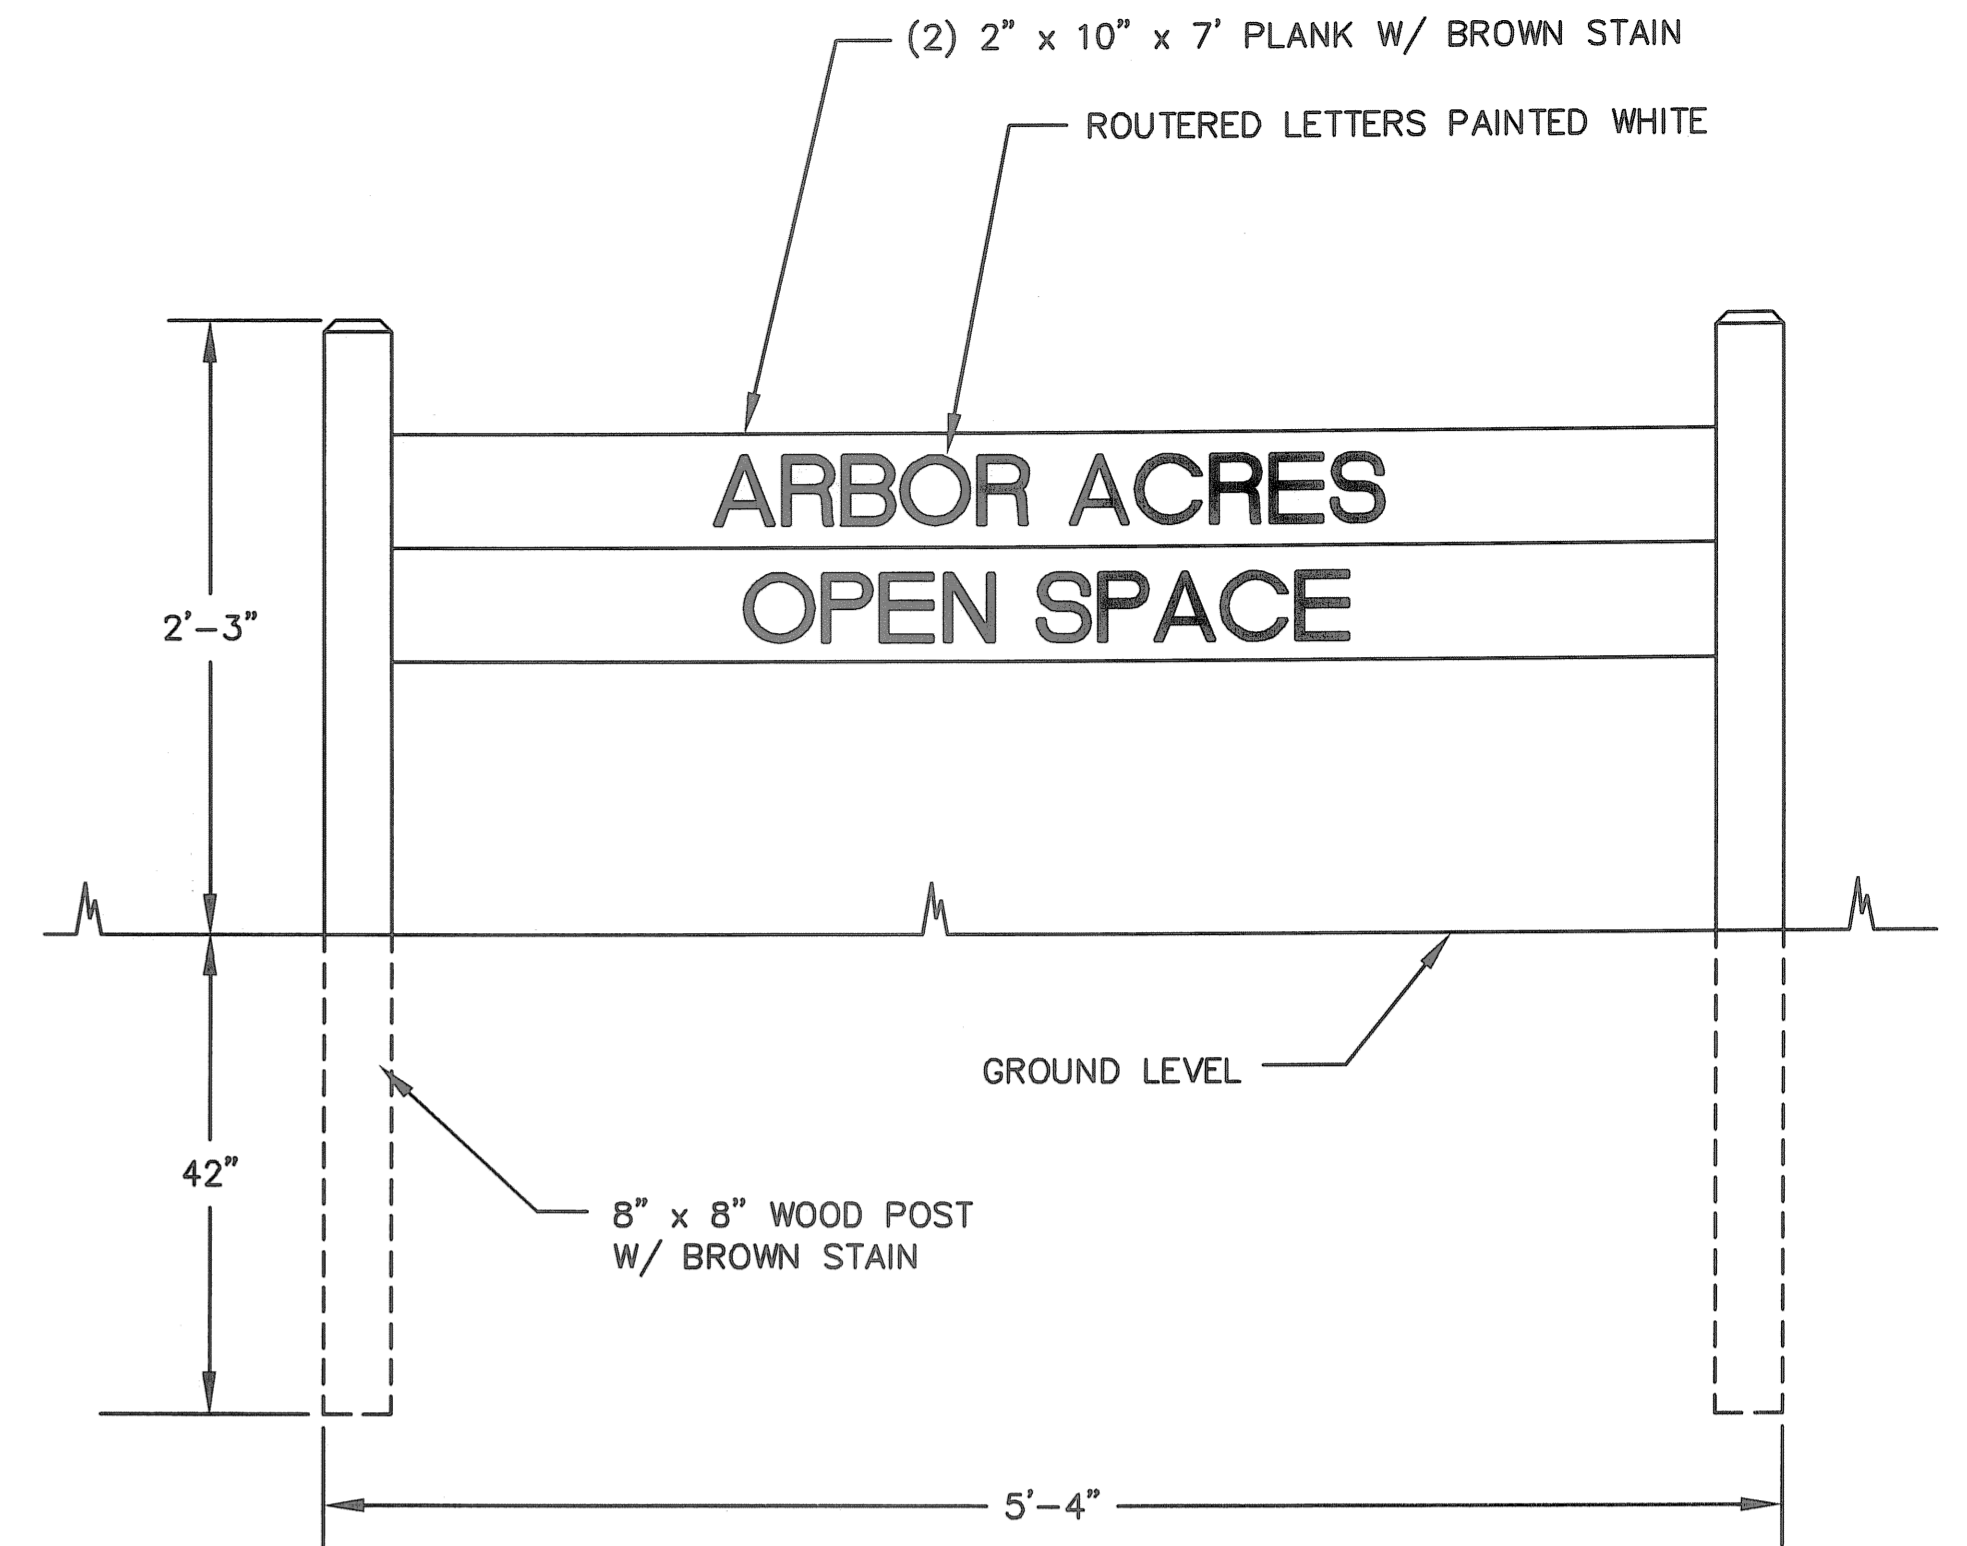 (2) 2" x 10" x 7' PLANK W/ BROWN STAIN
ROUTERED LETTERS PAINTED WHITE
ARBOR ACRES
OPEN SPACE
2'-3"
GROUND LEVEL
42"
8" x 8" WOOD POST
W/ BROWN STAIN
5'-4"